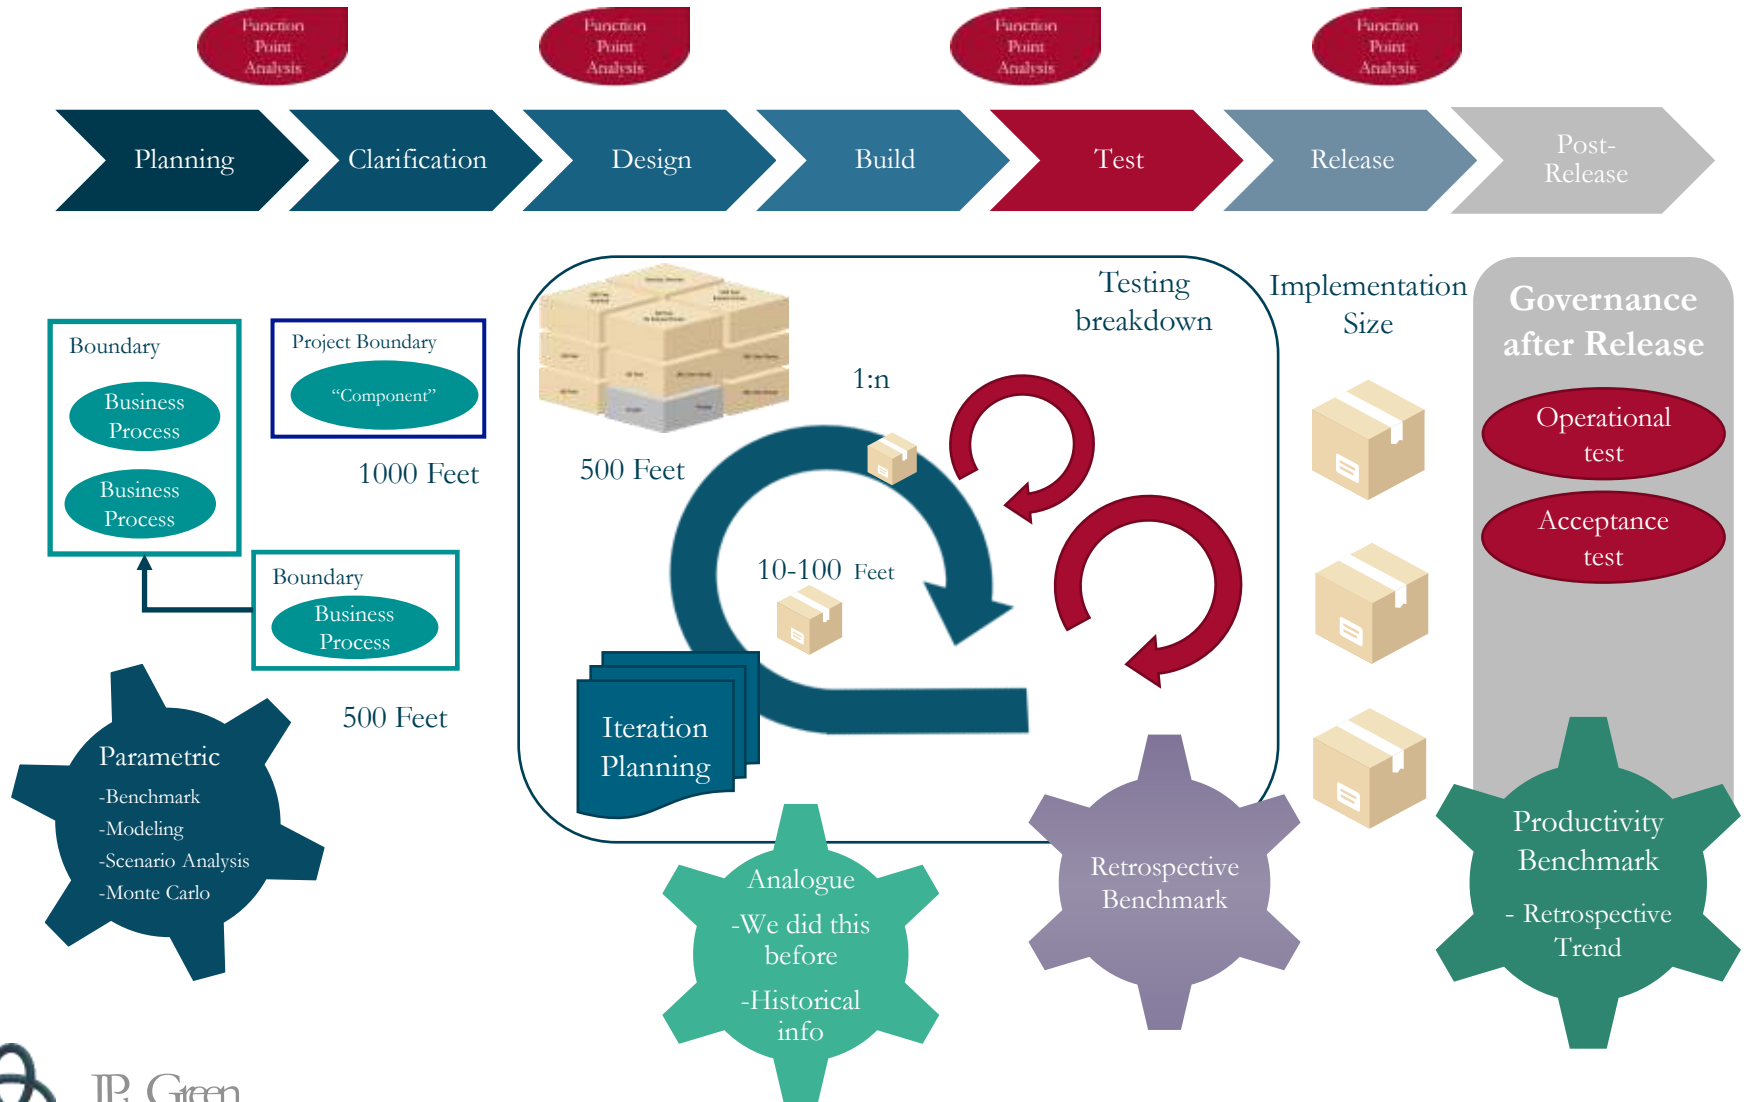 Function
Point
Analysis
Function
Point
Analysis
Function
Point
Analysis
Function
Point
Analysis
Planning
Clarification
Design
Build
Test
Release
Post-
Release
Boundary
Business
Process
Business
Process
Project Boundary
“Component”
1000 Feet
Boundary
Business
Process
500 Feet
Parametric
-Benchmark
-Modeling
-Scenario Analysis
-Monte Carlo
500 Feet
1:n
Testing
breakdown
10-100 Feet
Iteration
Planning
Analogue
-We did this
before
-Historical
info
Retrospective
Benchmark
Implementation
Size
Governance
after Release
Operational
test
Acceptance
test
Productivity
Benchmark
- Retrospective
Trend
Green